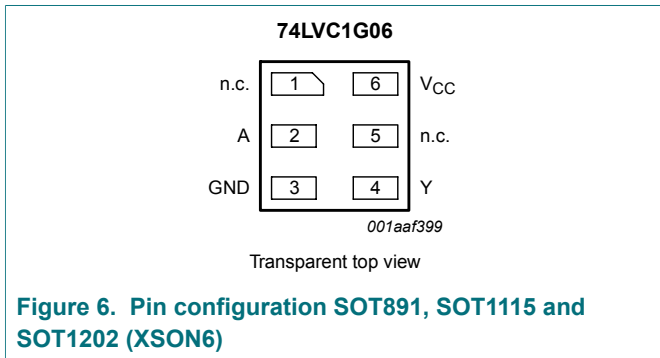 74LVC1G06
n.c. 1 6 VCC
A 2 5 n.c.
GND 3 4 Y
001aaf399
Transparent top view
Figure 6. Pin configuration SOT891, SOT1115 and
SOT1202 (XSON6)